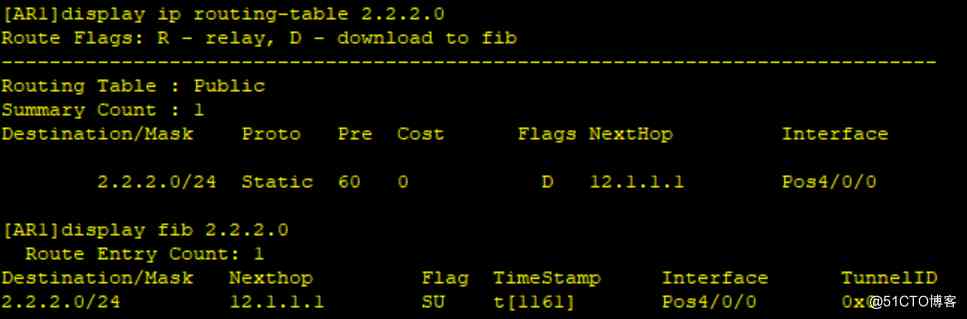 [AR1]display ip routing-table 2.2.2.0
Route Flags: R - relay, D - download to fib
------------------------------------------------------------------------------
Routing Table : Public
Summary Count : 1
Destination/Mask    Proto   Pre  Cost        Flags NextHop         Interface
2.2.2.0/24  Static  60   0             D   12.1.1.1        Pos4/0/0
[AR1]display fib 2.2.2.0
Route Entry Count: 1
Destination/Mask   Nexthop         Flag  TimeStamp     Interface      TunnelID
2.2.2.0/24         12.1.1.1        SU    t[1161]       Pos4/0/0
@51CTO博客